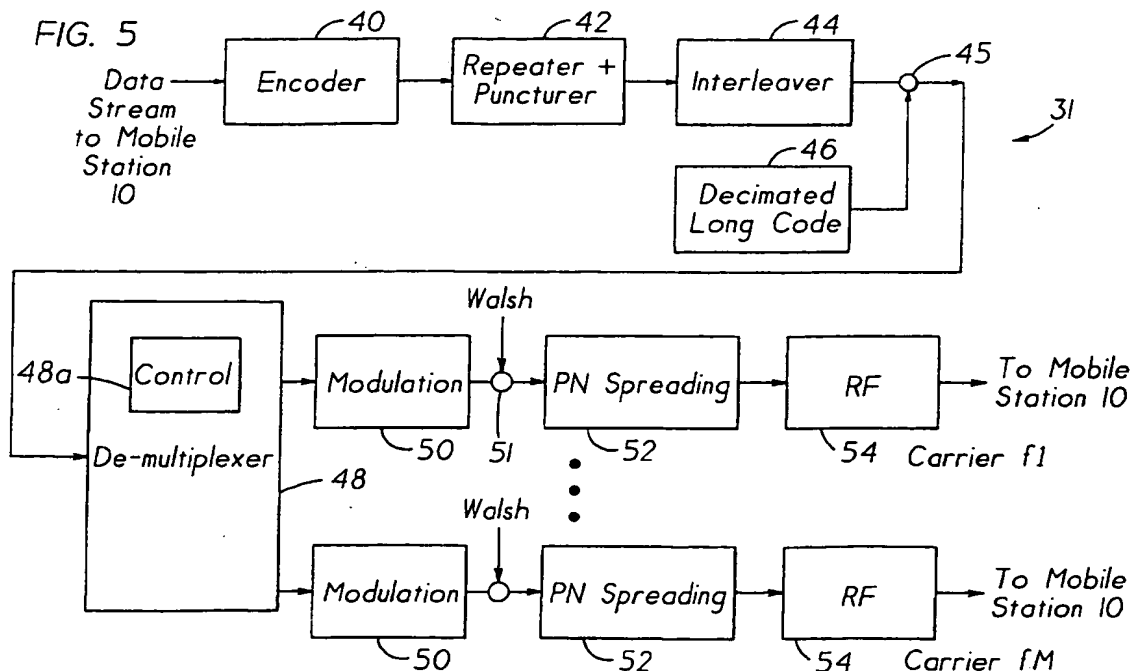 FIG. 5
40
42
44
45
Data
Stream
to Mobile
Station
10
Encoder
Repeater +
Puncturer
Interleaver
31
46
Decimated
Long Code
Walsh
48a
Control
De-multiplexer
48
Modulation
50
51
PN Spreading
52
RF
54
To Mobile
Station 10
Carrier f1
Walsh
Modulation
50
PN Spreading
52
RF
54
To Mobile
Station 10
Carrier fM